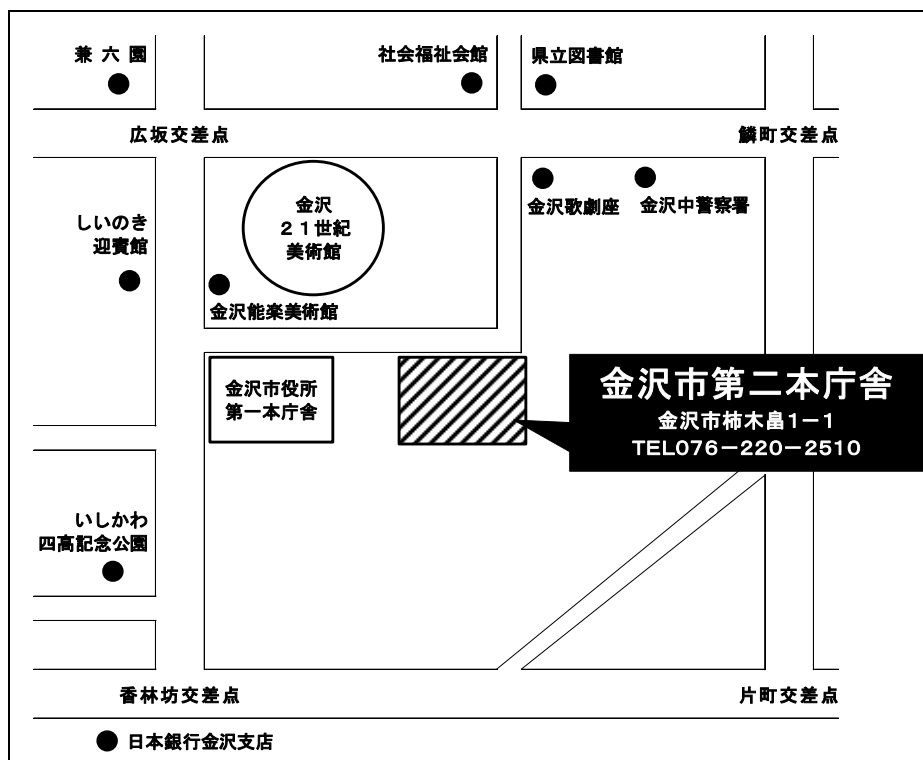 兼六園
社会福祉会館
県立図書館
広坂交差点
鱗町交差点
金沢
21世紀
美術館
金沢歌劇座
金沢中警察署
しいのき
迎賓館
金沢能楽美術館
金沢市役所
第一本庁舎
金沢市第二本庁舎
金沢市柿木畠1-1
TEL076-220-2510
いしかわ
四高記念公園
香林坊交差点
片町交差点
日本銀行金沢支店